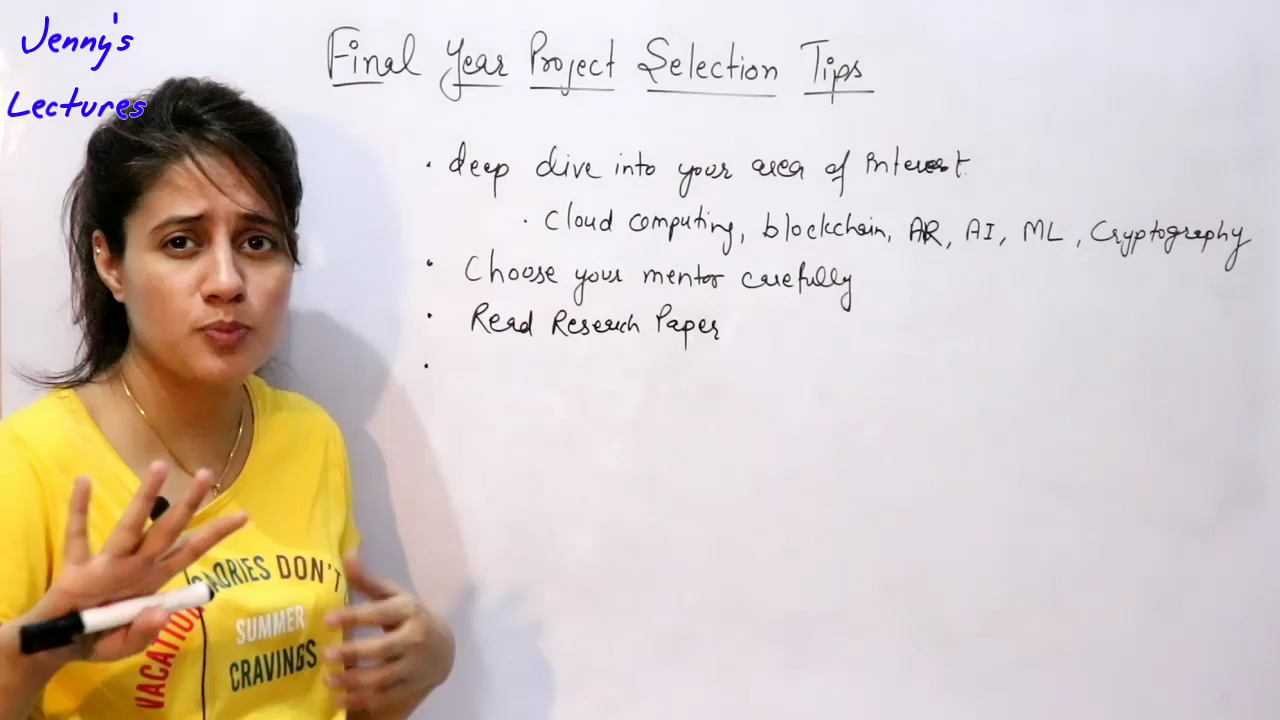 Jenny's
Lectures
Final Year Project Selection Tips
• deep dive into your area of interest.
• Cloud computing, blockchain, AR, AI, ML, Cryptography
• Choose your mentor carefully
• Read Research Paper
•
DON'T
SUMMER
CRAVINGS
VACATION